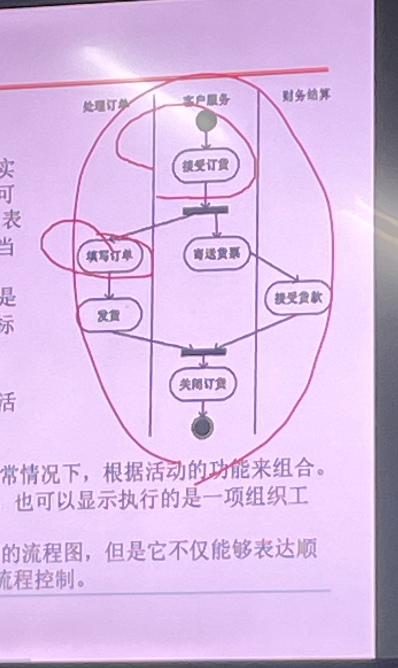 处理订单 客户服务 财务结算
接受订货
填写订单 寄送货票
发货 接受货款
关闭订货
实
可
表
当
是
标
活
常情况下，根据活动的功能来组合。
也可以显示执行的是一项组织工
的流程图，但是它不仅能够表达顺
流程控制。